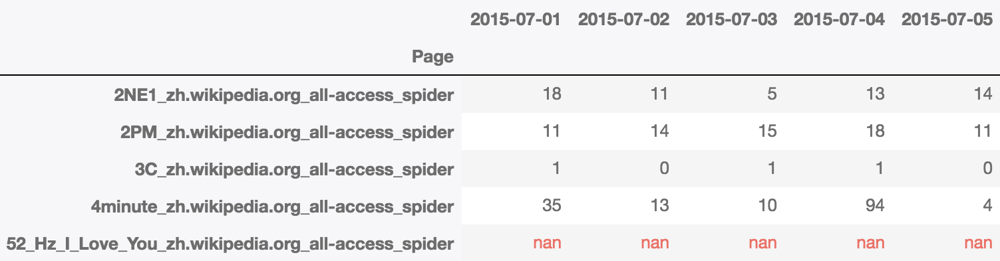 2015-07-01 2015-07-02 2015-07-03 2015-07-04 2015-07-05
Page
2NE1_zh.wikipedia.org_all-access_spider 18 11 5 13 14
2PM_zh.wikipedia.org_all-access_spider 11 14 15 18 11
3C_zh.wikipedia.org_all-access_spider 1 0 1 1 0
4minute_zh.wikipedia.org_all-access_spider 35 13 10 94 4
52_Hz_I_Love_You_zh.wikipedia.org_all-access_spider nan nan nan nan nan